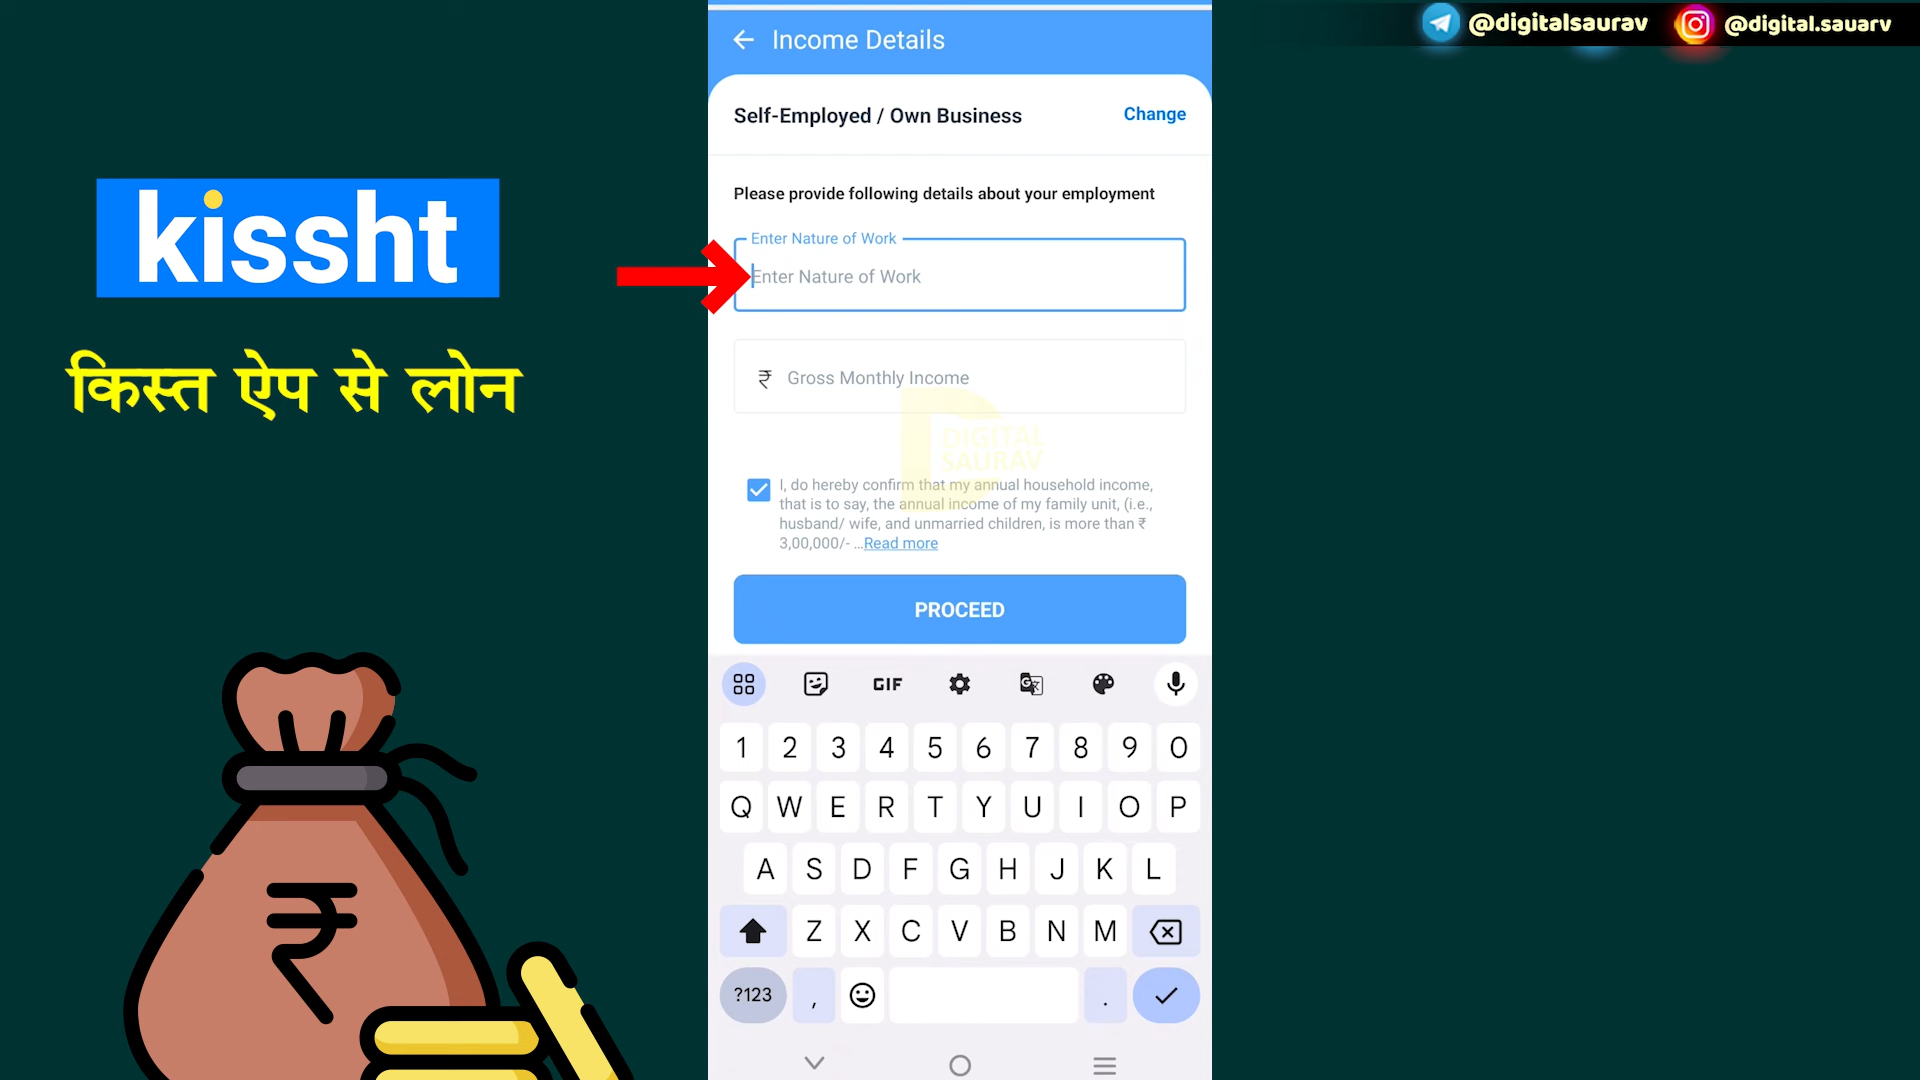 @digitalsaurav
@digital.sauarv
Income Details
Self-Employed / Own Business
Change
Please provide following details about your employment
kissht
किस्त ऐप से लोन
Enter Nature of Work
Enter Nature of Work
₹ Gross Monthly Income
DIGITAL
SAURAV
I, do hereby confirm that my annual household income,
that is to say, the annual income of my family unit, (i.e.,
husband/ wife, and unmarried children, is more than ₹
3,00,000/- ...Read more
PROCEED
GIF
1 2 3 4 5 6 7 8 9 0
Q W E R T Y U I O P
A S D F G H J K L
Z X C V B N M
?123 , .
₹